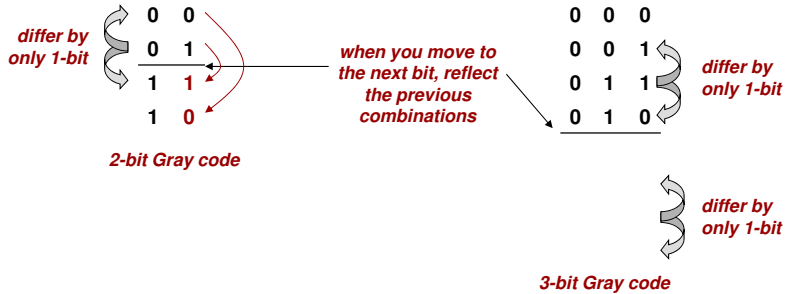 differ by
only 1-bit
0 0
0 1
1 1
1 0
2-bit Gray code
when you move to
the next bit, reflect
the previous
combinations
0 0 0
0 0 1
0 1 1
0 1 0
differ by
only 1-bit
differ by
only 1-bit
3-bit Gray code